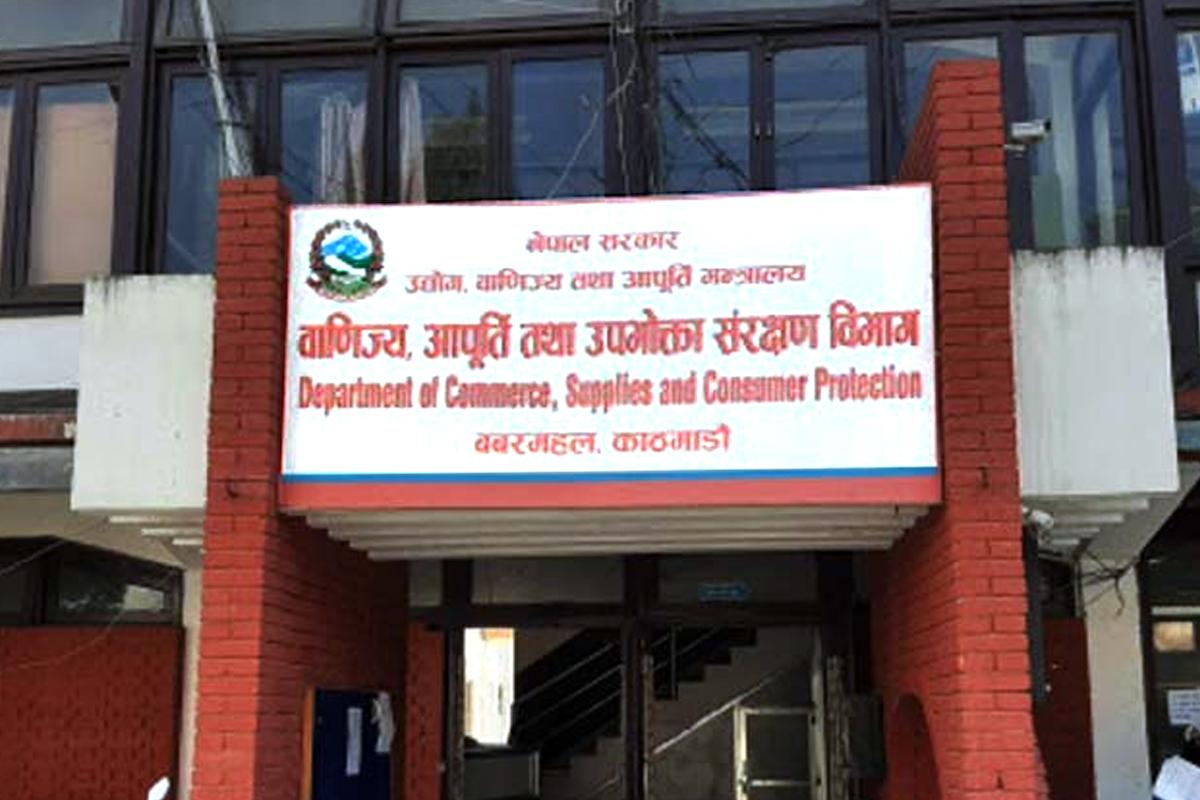 नेपाल सरकार
उद्योग, वाणिज्य तथा आपूर्ति मन्त्रालय
वाणिज्य, आपूर्ति तथा उपभोक्ता संरक्षण विभाग
Department of Commerce, Supplies and Consumer Protection
बबरमहल, काठमाडौं